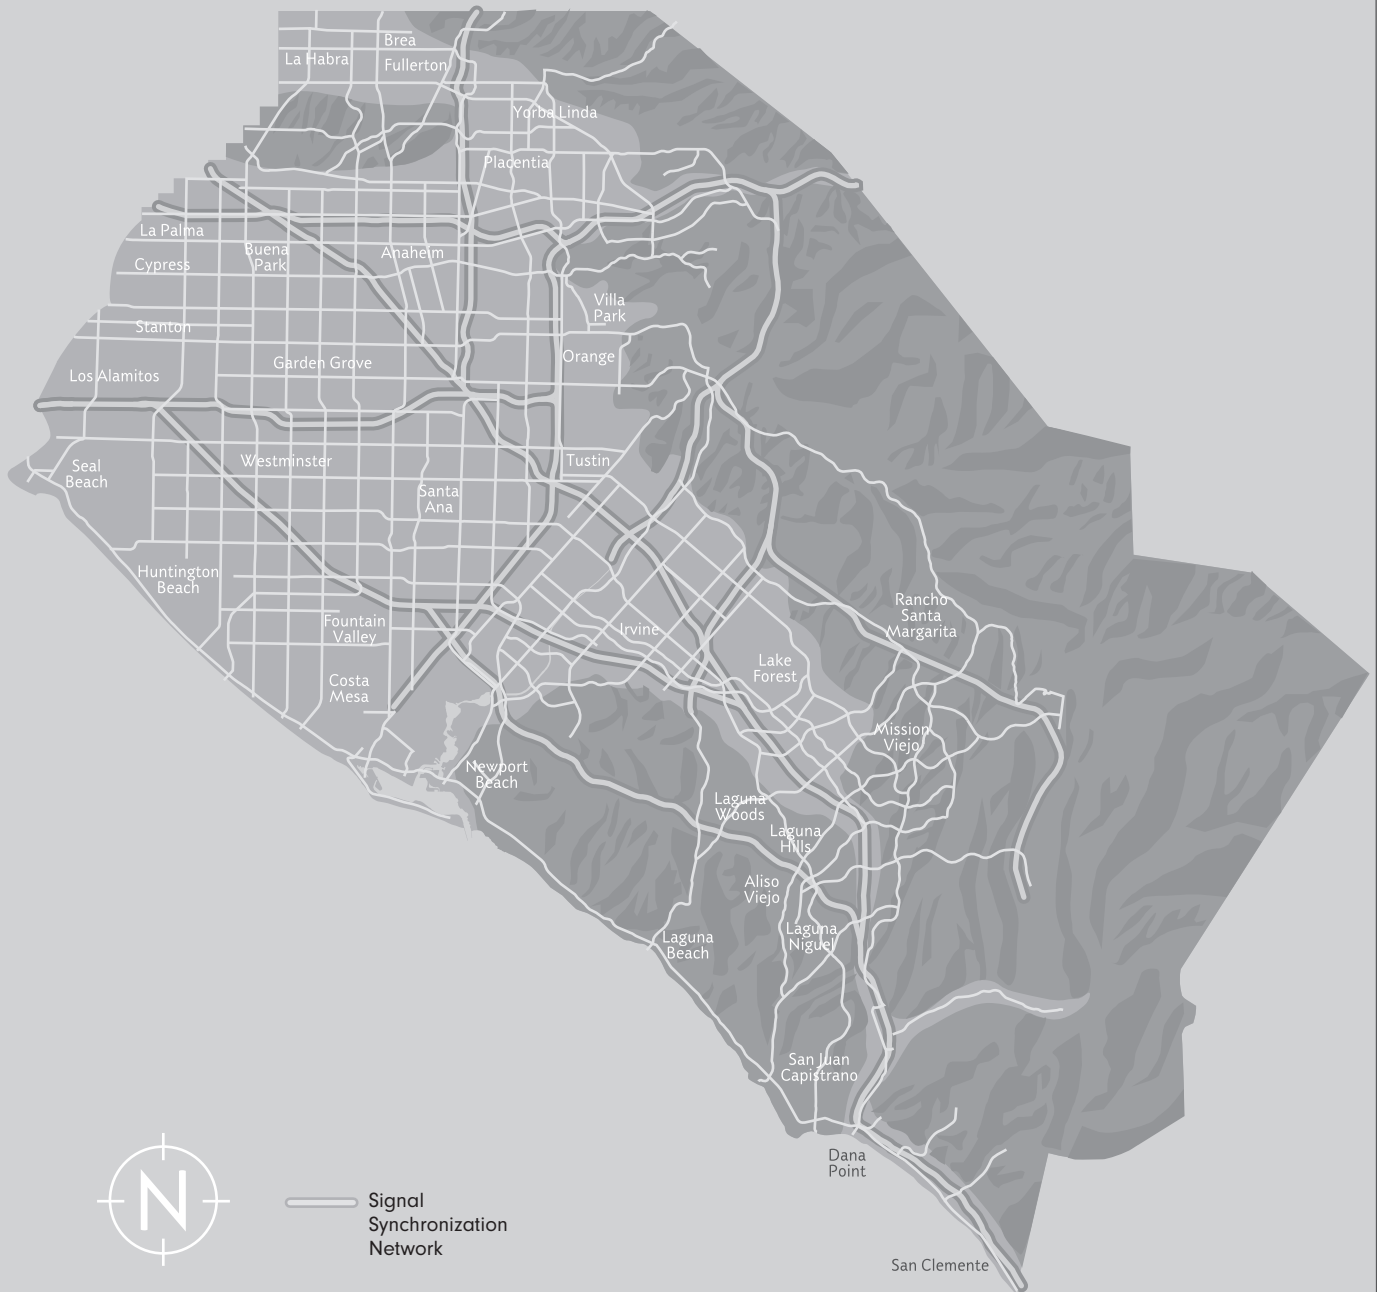 Brea
La Habra
Fullerton
Yorba Linda
Placentia
La Palma
Buena
Park
Anaheim
Cypress
Villa
Park
Stanton
Orange
Garden Grove
Los Alamitos
Westminster
Tustin
Seal
Beach
Santa
Ana
Huntington
Beach
Rancho
Santa
Margarita
Fountain
Valley
Irvine
Lake
Forest
Costa
Mesa
Mission
Viejo
Newport
Beach
Laguna
Woods
Laguna
Hills
Aliso
Viejo
Laguna
Niguel
Laguna
Beach
San Juan
Capistrano
Dana
Point
San Clemente
N
Signal
Synchronization
Network